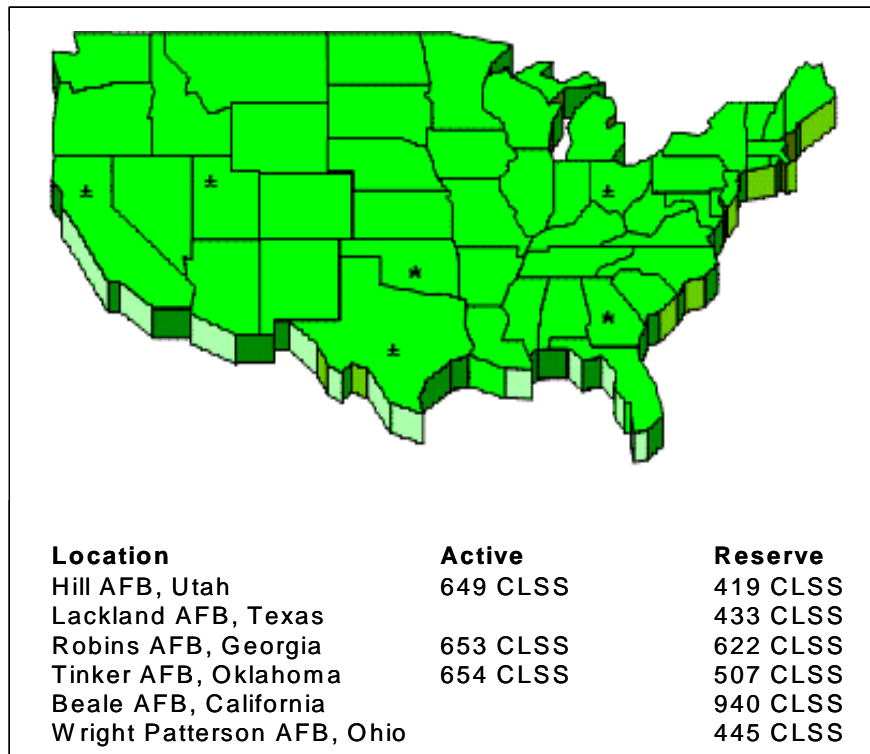 ±
±
±
*
*
±
Location Active Reserve
Hill AFB, Utah 649 CLSS 419 CLSS
Lackland AFB, Texas 433 CLSS
Robins AFB, Georgia 653 CLSS 622 CLSS
Tinker AFB, Oklahoma 654 CLSS 507 CLSS
Beale AFB, California 940 CLSS
Wright Patterson AFB, Ohio 445 CLSS